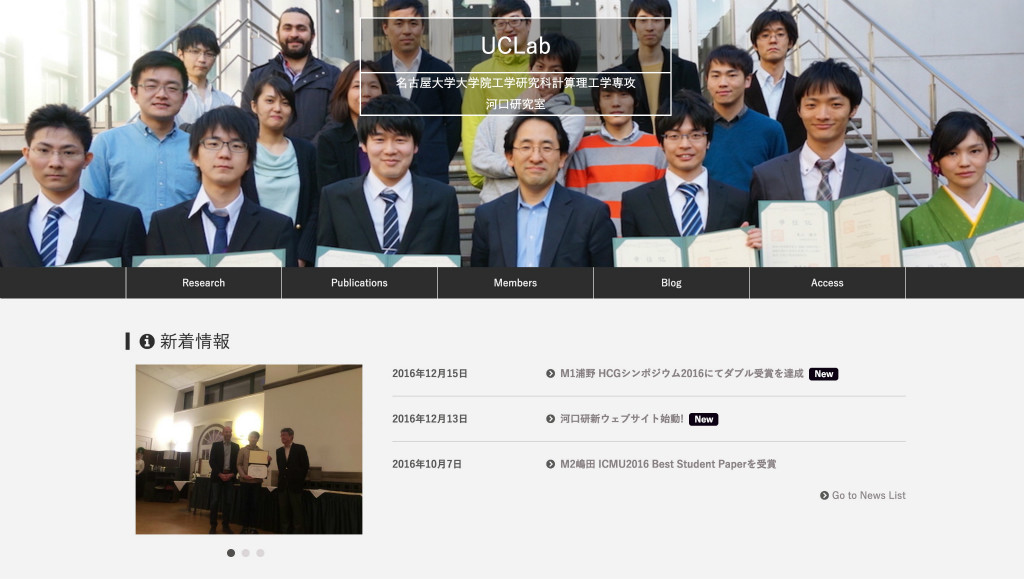 UCLab
名古屋大学大学院工学研究科計算理工学専攻
河口研究室
Research
Publications
Members
Blog
Access
新着情報
2016年12月15日
M1浦野 HCGシンポジウム2016にてダブル受賞を達成 New
2016年12月13日
河口研新ウェブサイト始動! New
2016年10月7日
M2嶋田 ICMU2016 Best Student Paperを受賞
Go to News List